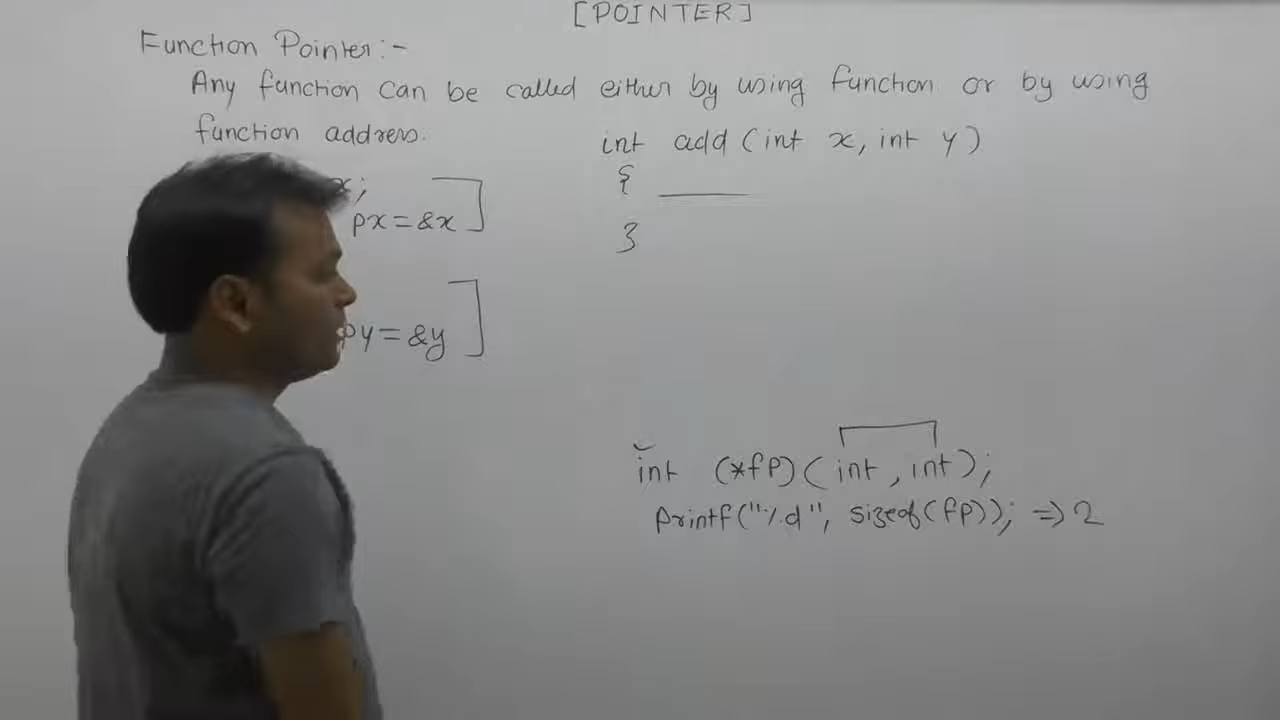 [POINTER]
Function Pointer:-
Any function can be called either by using function or by using
function address.
int add (int x, int y)
{
}
x;
px=&x
py=&y
int (*fp)(int, int);
printf("%d", sizeof(fp)); => 2